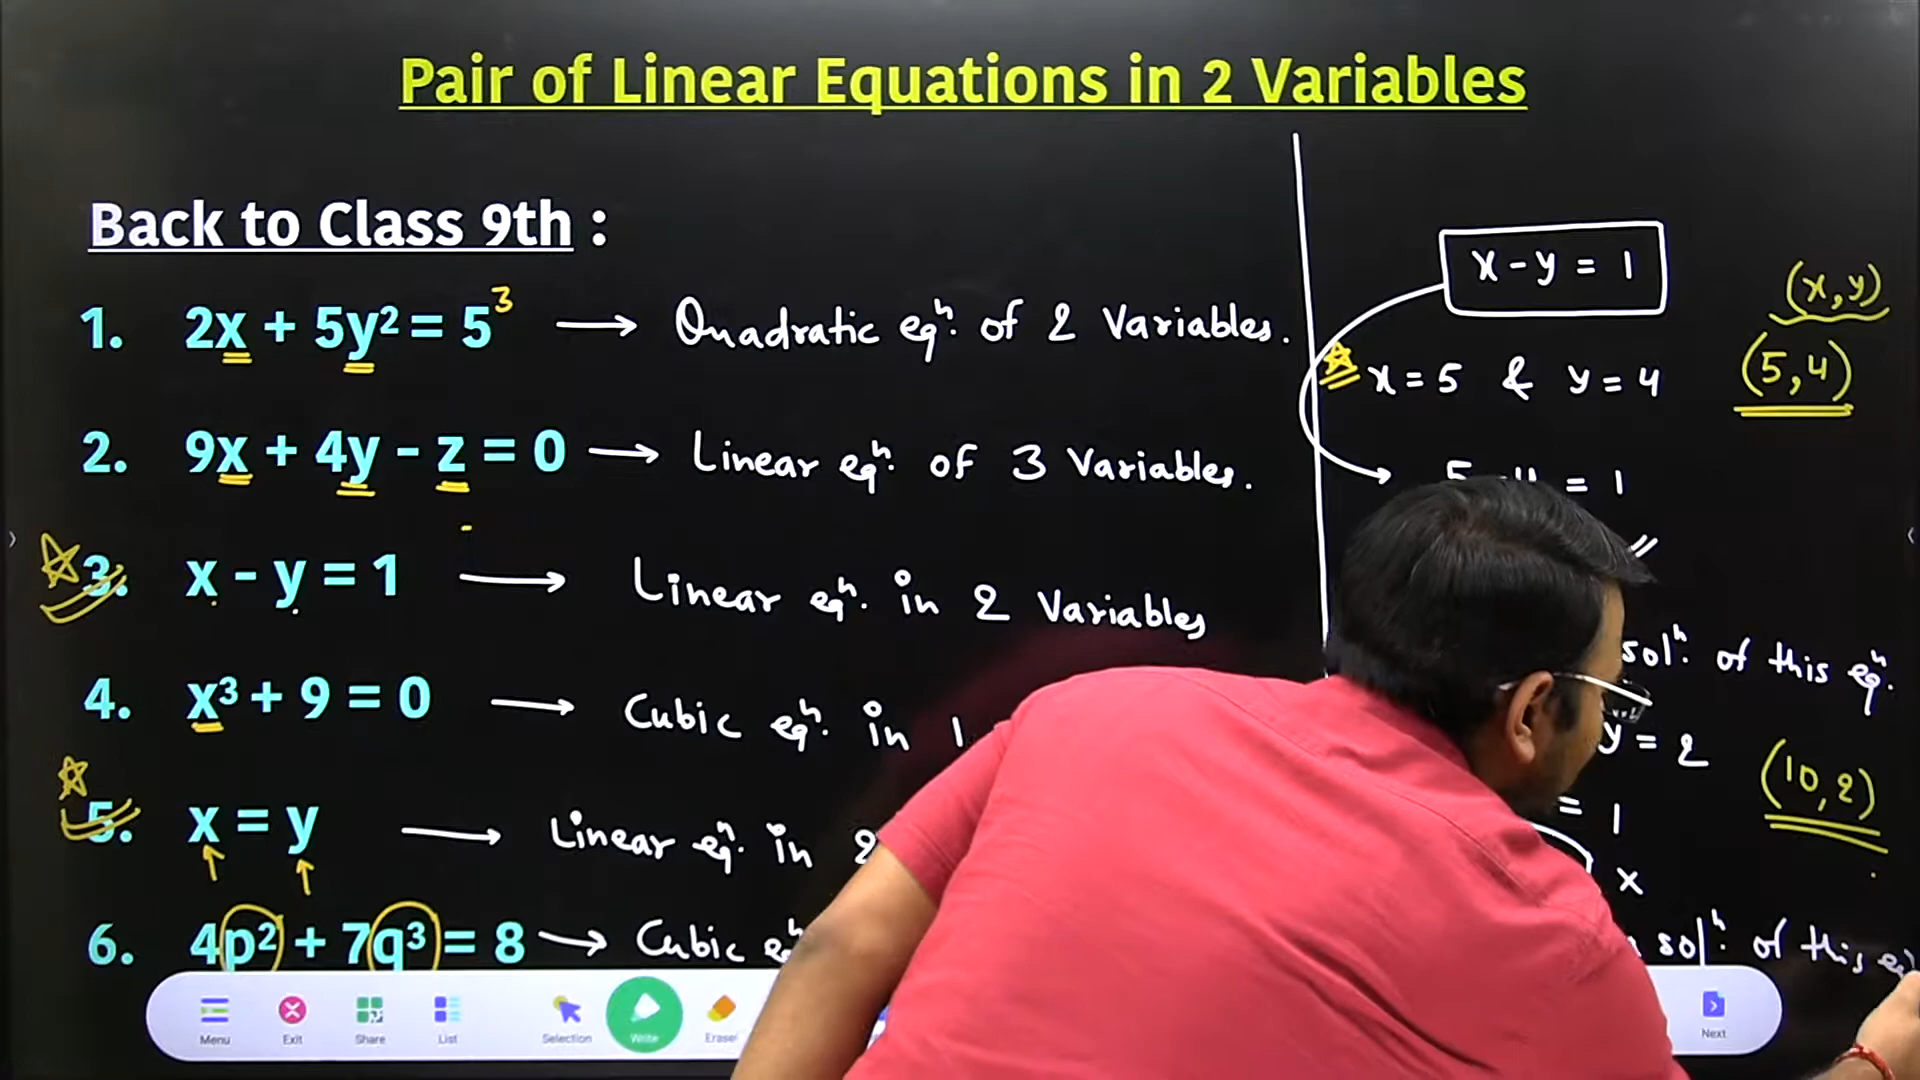 Pair of Linear Equations in 2 Variables
Back to Class 9th :
1. 2x + 5y² = 5³ → Quadratic eqⁿ. of 2 Variables.
2. 9x + 4y - z = 0 → Linear eqⁿ. of 3 Variables.
3. x - y = 1 → Linear eqⁿ. in 2 Variables
4. x³ + 9 = 0 → Cubic eqⁿ. in 1
5. x = y → Linear eqⁿ. in 2
6. 4p² + 7q³ = 8 → Cubic
x - y = 1
(x,y)
x = 5 & y = 4
(5,4)
= 1
solⁿ. of this eqⁿ.
y = 2
(10,2)
= 1
x
solⁿ. of this
Menu
Exit
Share
List
Selection
Write
Eraser
Next